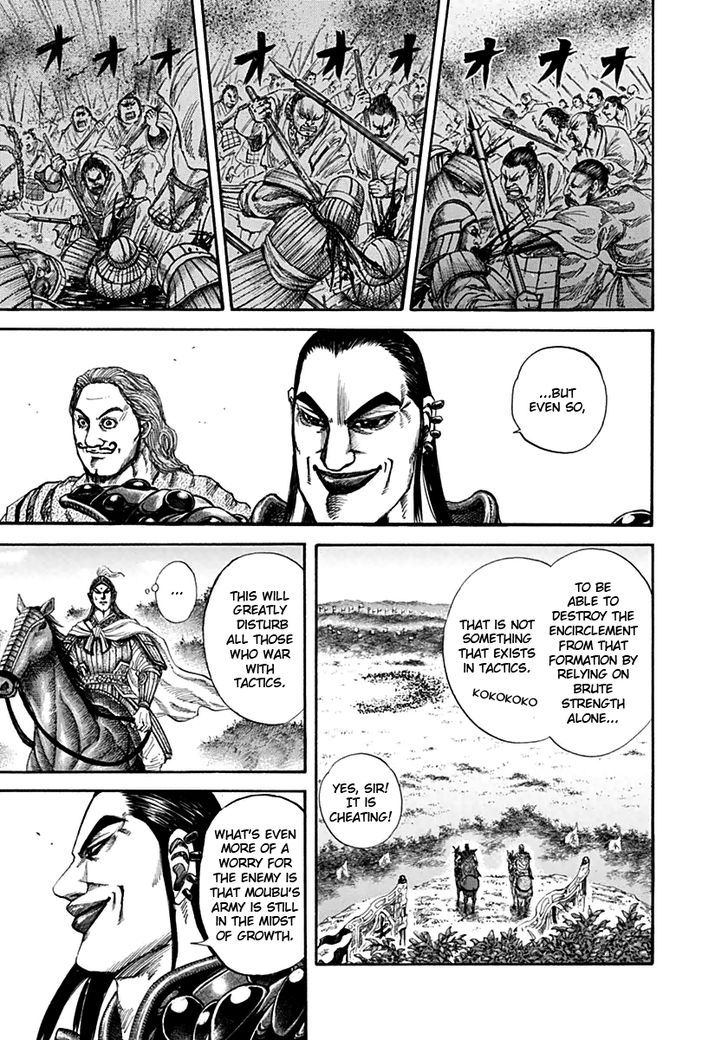 オオオ
オオオ
オオオ
...BUT
EVEN SO,
TO BE
ABLE TO
DESTROY THE
ENCIRCLEMENT
FROM THAT
FORMATION BY
RELYING ON
BRUTE
STRENGTH
ALONE...
THAT IS NOT
SOMETHING
THAT EXISTS
IN TACTICS.
KOKOKOKO
YES, SIR!
IT IS
CHEATING!
THIS WILL
GREATLY
DISTURB
ALL THOSE
WHO WAR
WITH
TACTICS.
...
WHAT'S EVEN
MORE OF A
WORRY FOR
THE ENEMY
IS THAT MOUBU'S
ARMY IS STILL
IN THE MIDST
OF GROWTH.